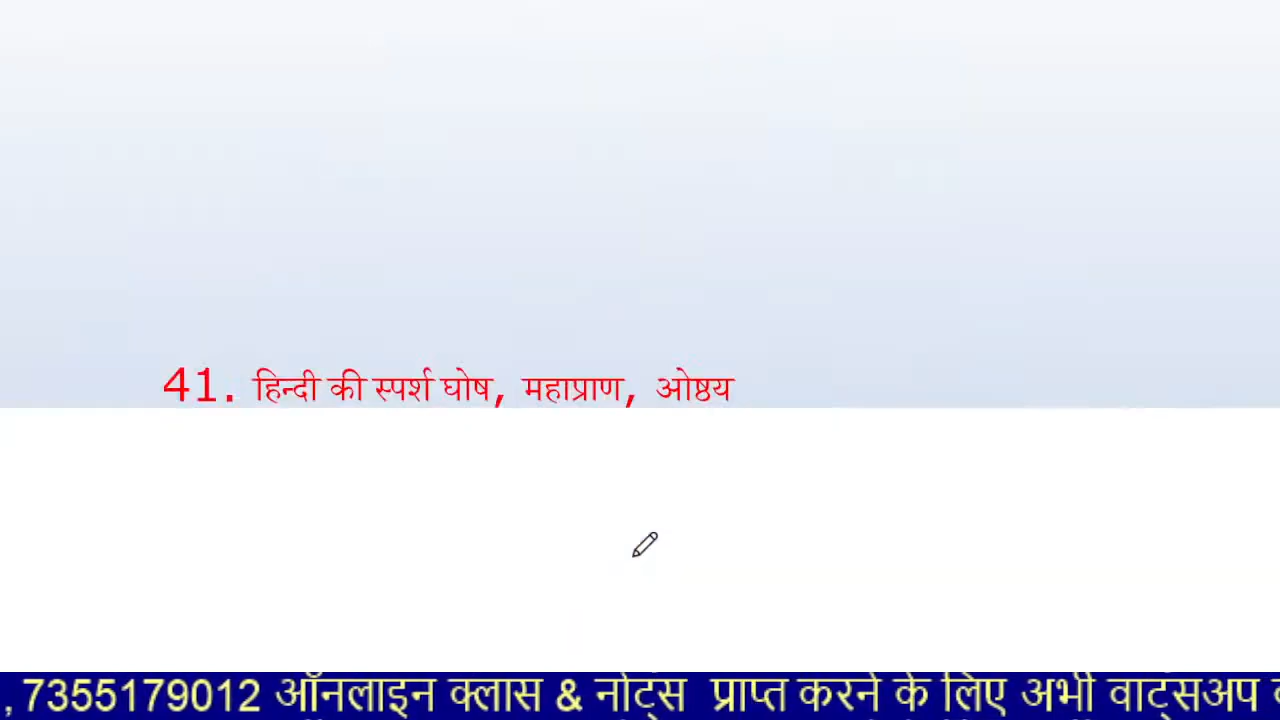 41. हिन्दी की स्पर्श घोष, महाप्राण, ओष्ठय
, 7355179012 ऑनलाइन क्लास & नोट्स प्राप्त करने के लिए अभी वाट्सअप